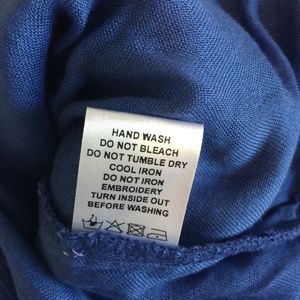 HAND WASH
DO NOT BLEACH
DO NOT TUMBLE DRY
COOL IRON
DO NOT IRON
EMBROIDERY
TURN INSIDE OUT
BEFORE WASHING